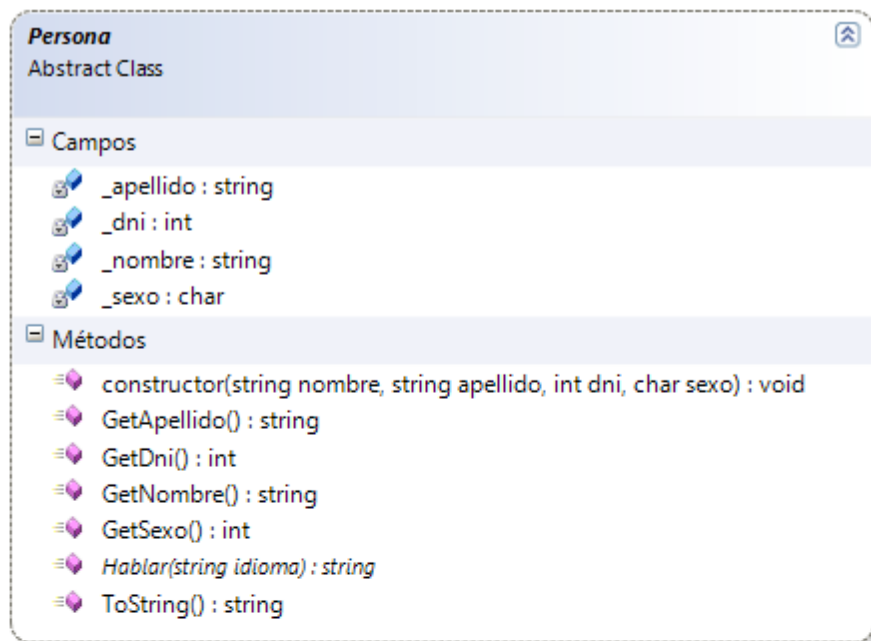 Persona
Abstract Class
Campos
_apellido : string
_dni : int
_nombre : string
_sexo : char
Métodos
constructor(string nombre, string apellido, int dni, char sexo) : void
GetApellido() : string
GetDni() : int
GetNombre() : string
GetSexo() : int
Hablar(string idioma) : string
ToString() : string